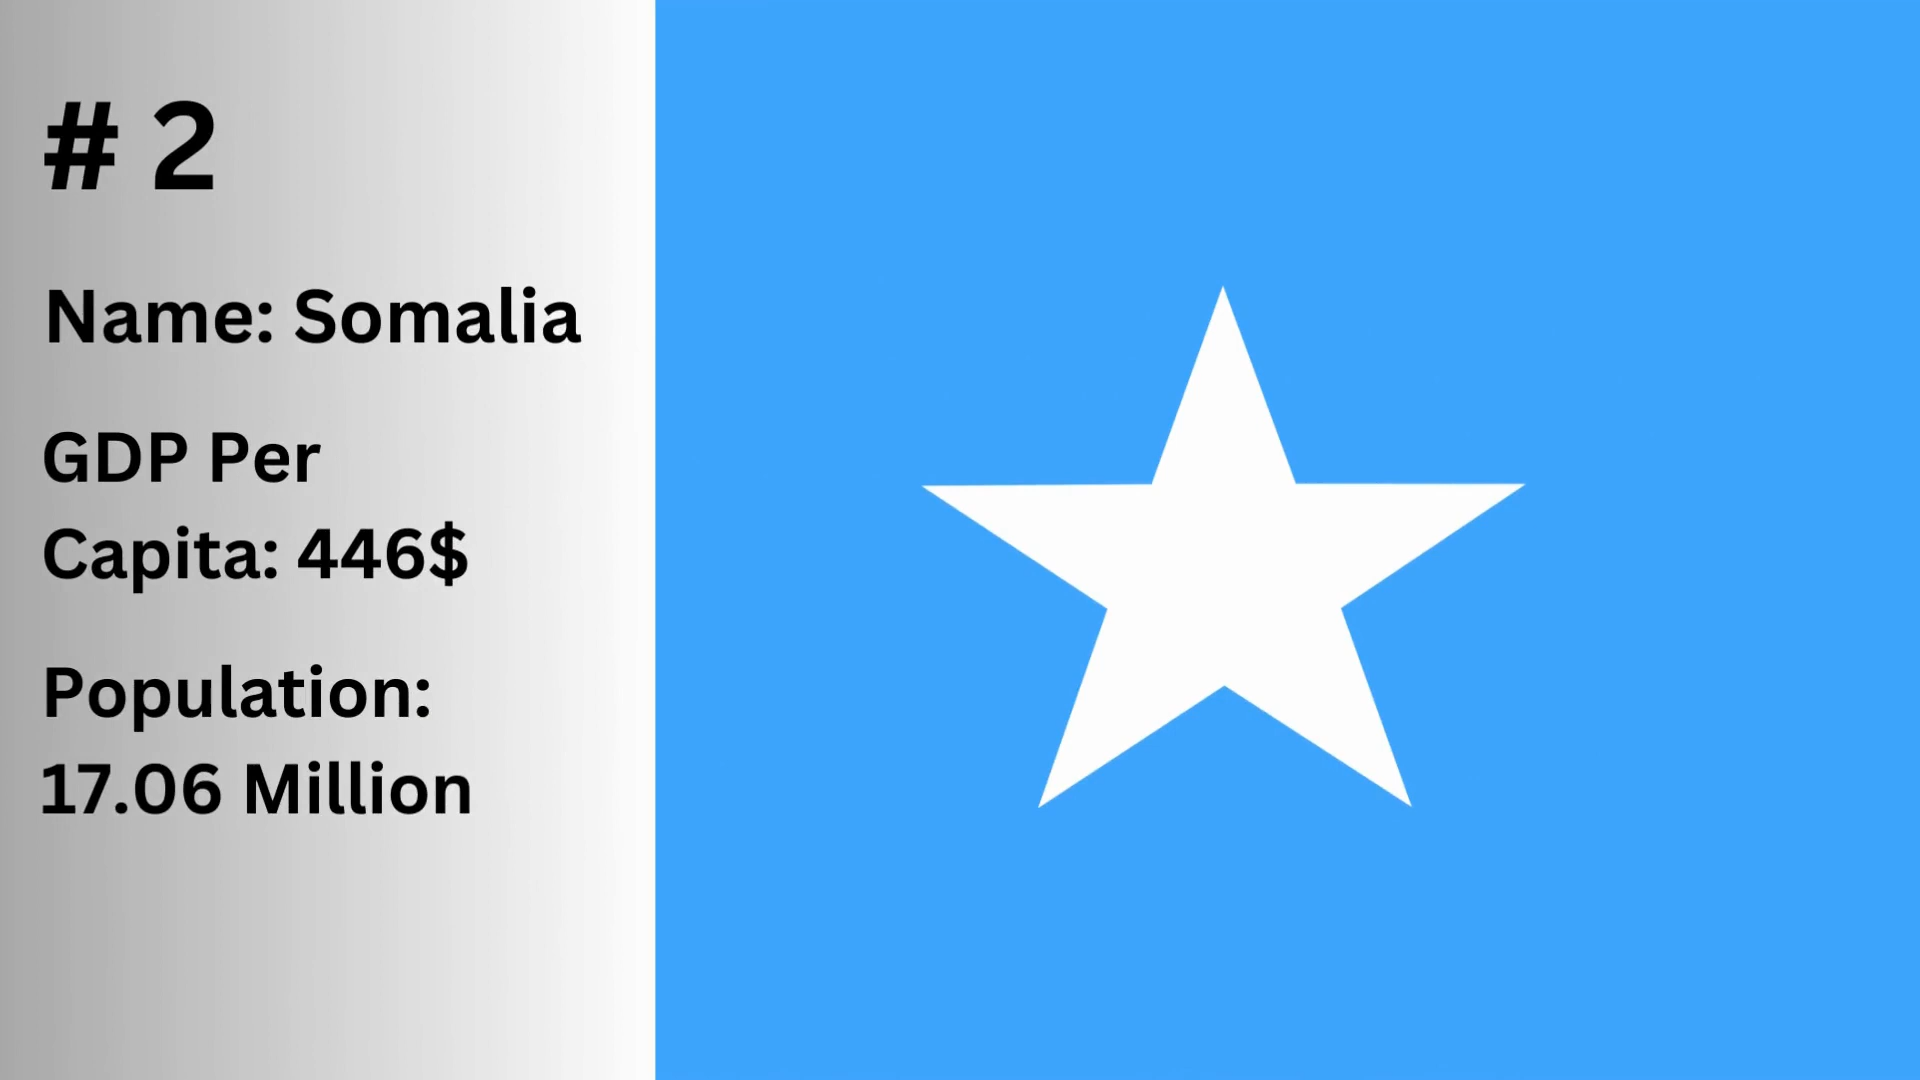 # 2
Name: Somalia
GDP Per
Capita: 446$
Population:
17.06 Million